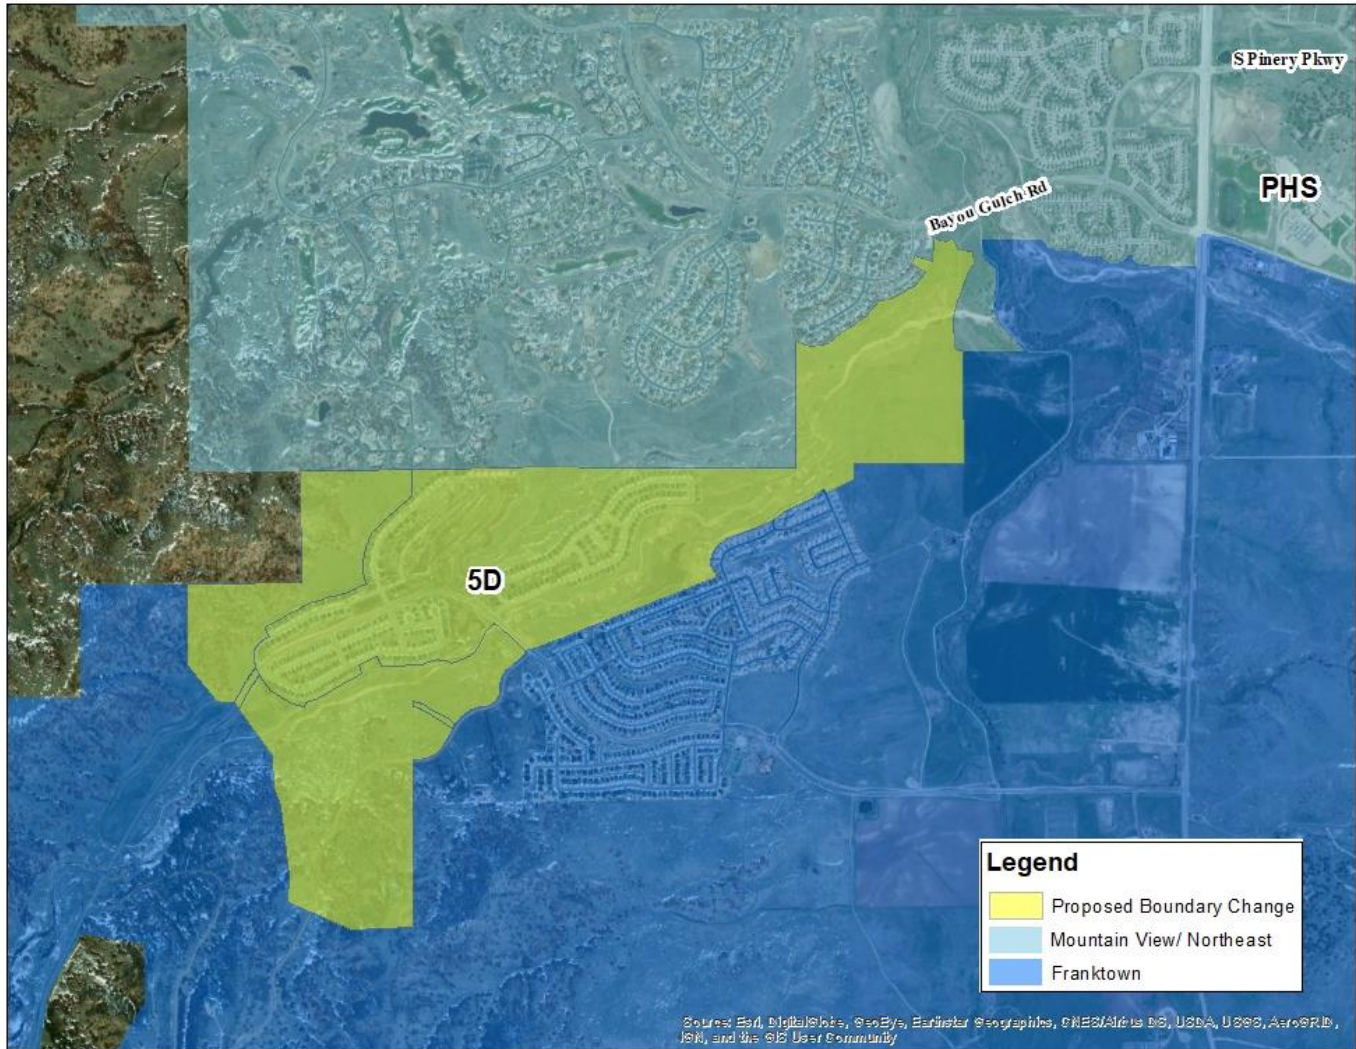 S Pinery Pkwy
PHS
Bayou Gulch Rd
5D
Legend
Proposed Boundary Change
Mountain View/ Northeast
Franktown
Source: Esri, DigitalGlobe, GeoEye, Earthstar Geographics, CNES/Airbus DS, USDA, USGS, AeroGRID,
IGN, and the GIS User Community